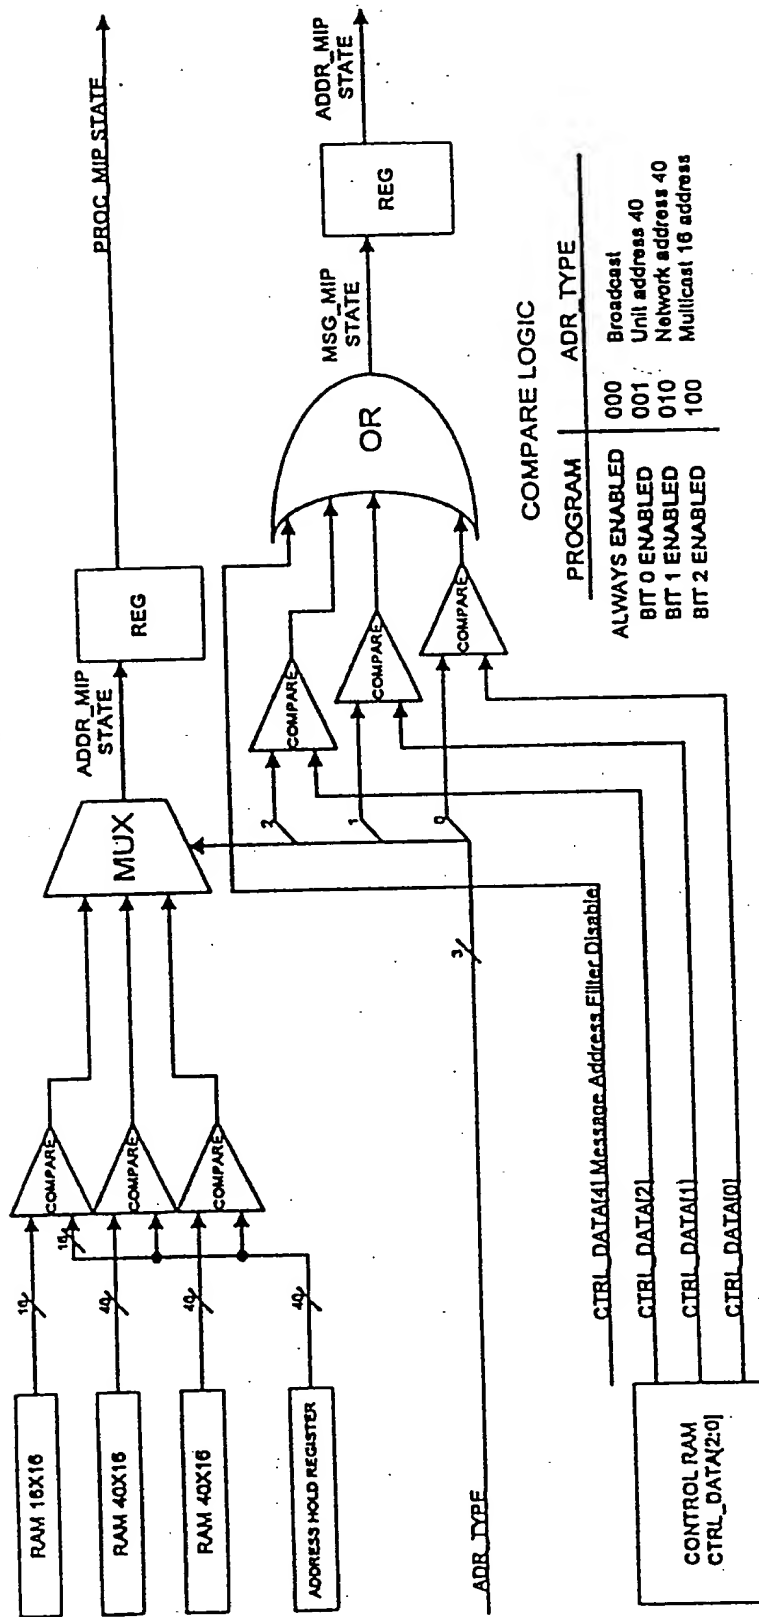 RAM 16X16
RAM 40X16
RAM 40X16
ADDRESS HOLD REGISTER
40
40
40
16
COMPARE
COMPARE
COMPARE
MUX
ADDR_MIP
STATE
REG
PROC_MIP STATE
ADR_TYPE
3
2
1
0
COMPARE
COMPARE
COMPARE
OR
MSG_MIP
STATE
REG
ADDR_MIP
STATE
CONTROL RAM
CTRL_DATA[2:0]
CTRL_DATA[4] Message Address Filter Disable
CTRL_DATA[2]
CTRL_DATA[1]
CTRL_DATA[0]
COMPARE LOGIC
PROGRAM ADR_TYPE
ALWAYS ENABLED 000 Broadcast
BIT 0 ENABLED 001 Unit address 40
BIT 1 ENABLED 010 Network address 40
BIT 2 ENABLED 100 Multicast 16 address